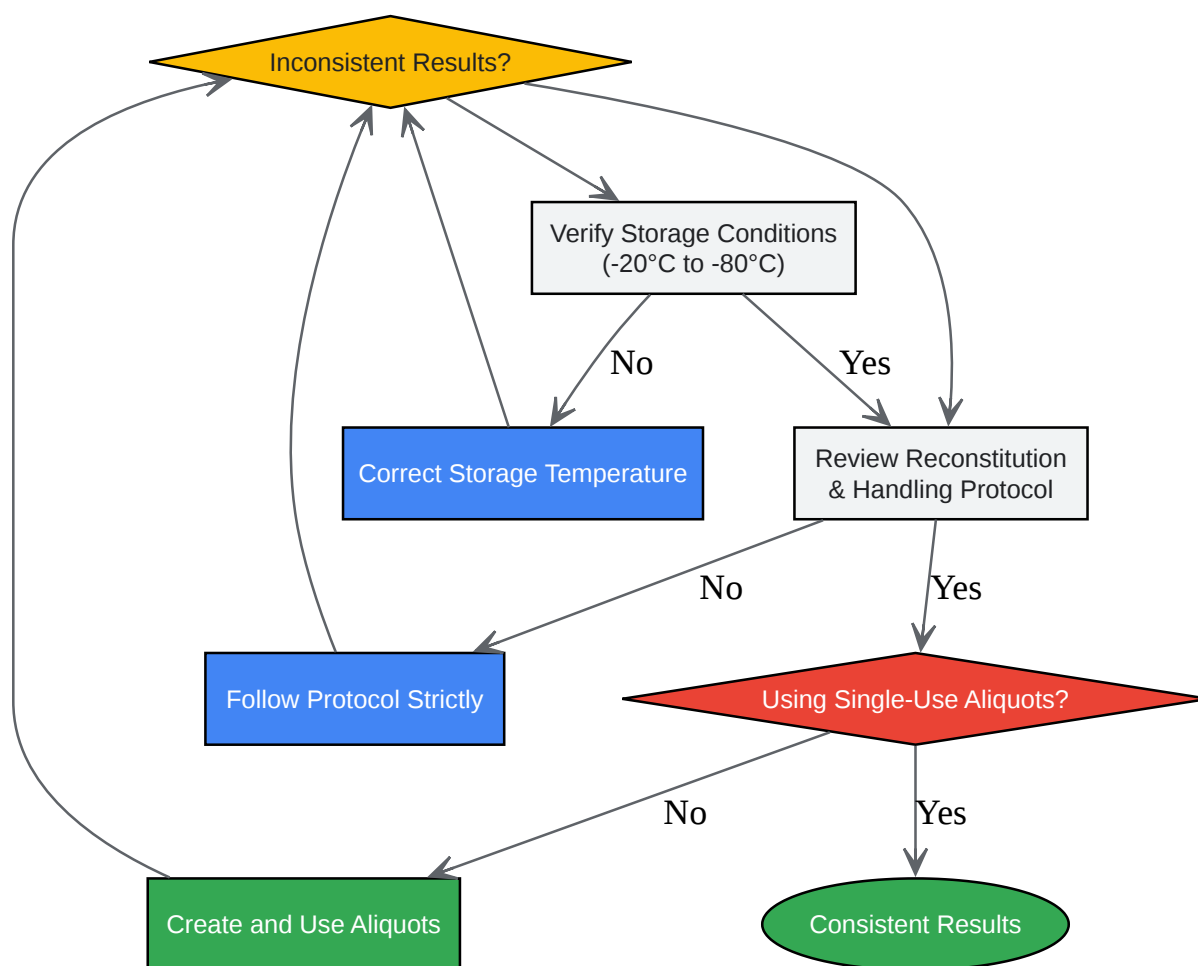 Inconsistent Results?
Verify Storage Conditions
(-20°C to -80°C)
No
Yes
Correct Storage Temperature
Review Reconstitution
& Handling Protocol
No
Yes
Follow Protocol Strictly
Using Single-Use Aliquots?
No
Yes
Create and Use Aliquots
Consistent Results